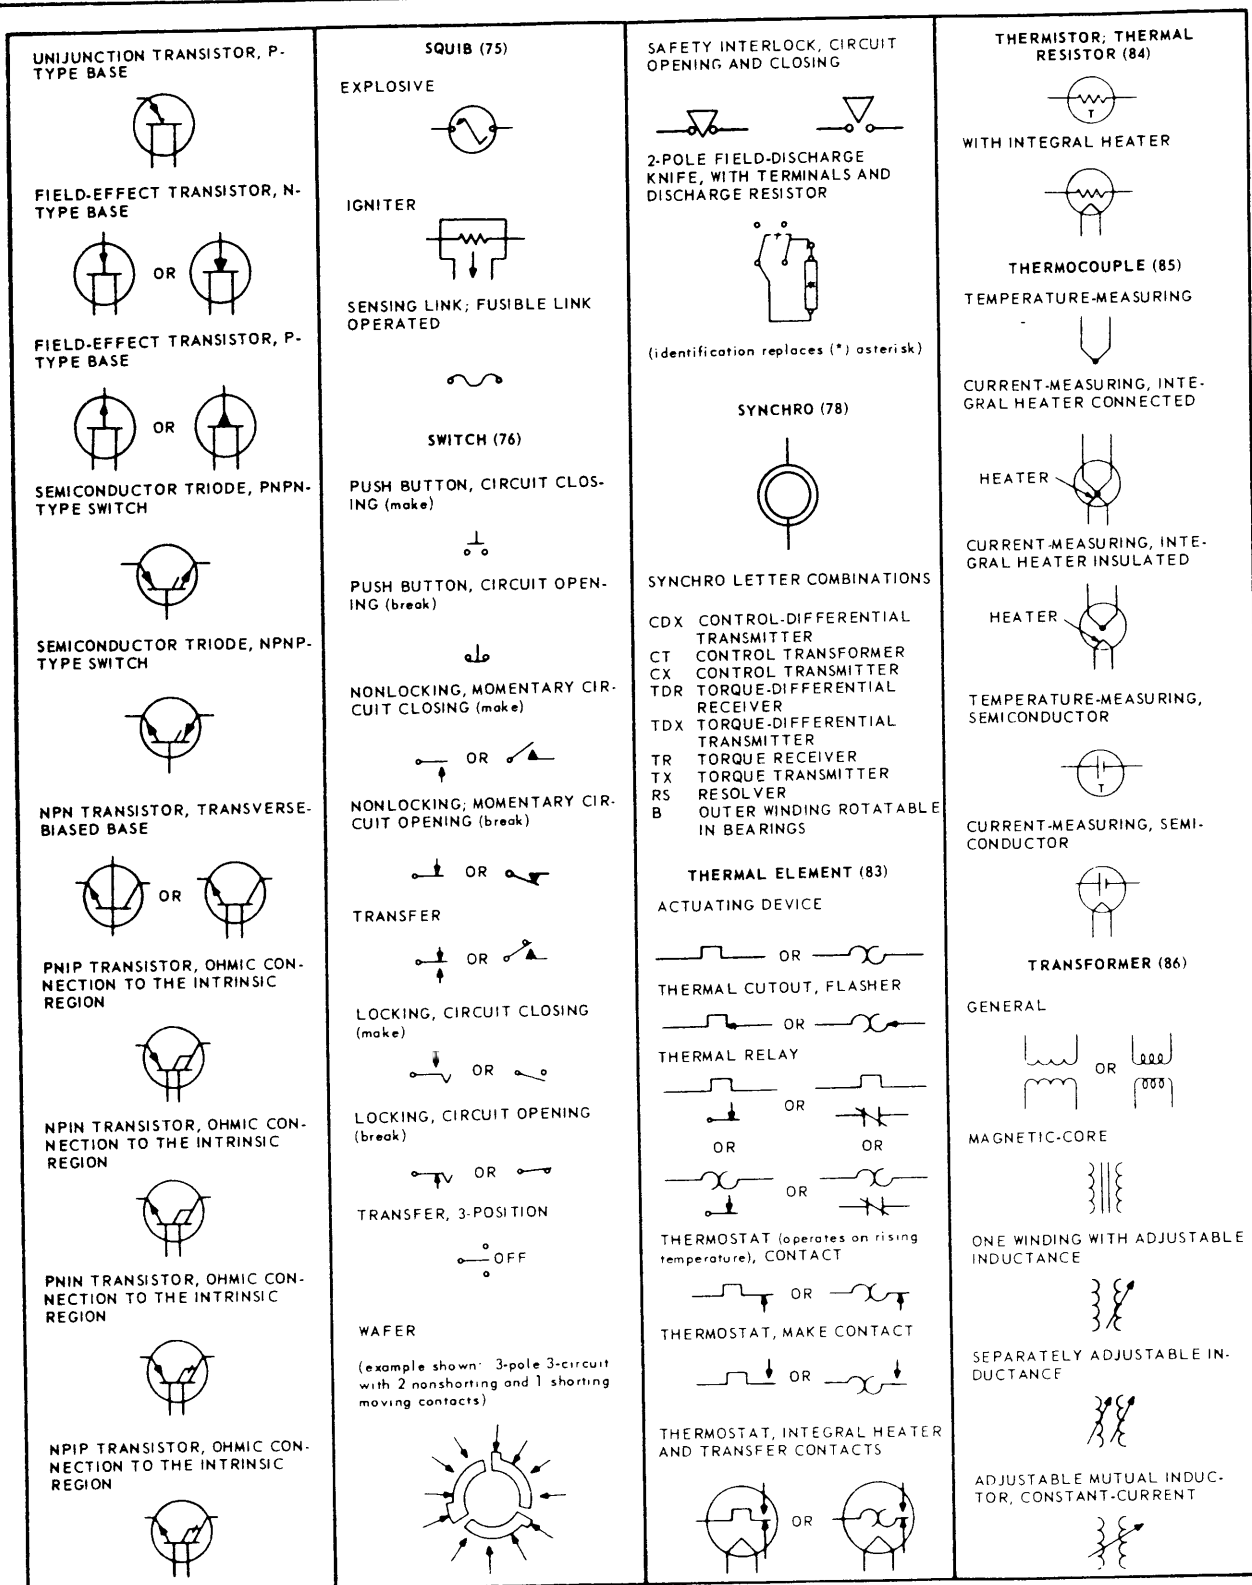 UNIJUNCTION TRANSISTOR, P-
TYPE BASE
FIELD-EFFECT TRANSISTOR, N-
TYPE BASE
OR
FIELD-EFFECT TRANSISTOR, P-
TYPE BASE
OR
SEMICONDUCTOR TRIODE, PNPN-
TYPE SWITCH
SEMICONDUCTOR TRIODE, NPNP-
TYPE SWITCH
NPN TRANSISTOR, TRANSVERSE-
BIASED BASE
OR
PNIP TRANSISTOR, OHMIC CON-
NECTION TO THE INTRINSIC
REGION
NPIN TRANSISTOR, OHMIC CON-
NECTION TO THE INTRINSIC
REGION
PNIN TRANSISTOR, OHMIC CON-
NECTION TO THE INTRINSIC
REGION
NPIP TRANSISTOR, OHMIC CON-
NECTION TO THE INTRINSIC
REGION
SQUIB (75)
EXPLOSIVE
IGNITER
SENSING LINK; FUSIBLE LINK
OPERATED
SWITCH (76)
PUSH BUTTON, CIRCUIT CLOS-
ING (make)
PUSH BUTTON, CIRCUIT OPEN-
ING (break)
NONLOCKING, MOMENTARY CIR-
CUIT CLOSING (make)
OR
NONLOCKING; MOMENTARY CIR-
CUIT OPENING (break)
OR
TRANSFER
OR
LOCKING, CIRCUIT CLOSING
(make)
OR
LOCKING, CIRCUIT OPENING
(break)
OR
TRANSFER, 3-POSITION
OFF
WAFER
(example shown: 3-pole 3-circuit
with 2 nonshorting and 1 shorting
moving contacts)
SAFETY INTERLOCK, CIRCUIT
OPENING AND CLOSING
2-POLE FIELD-DISCHARGE
KNIFE, WITH TERMINALS AND
DISCHARGE RESISTOR
*
(identification replaces (*) asterisk)
SYNCHRO (78)
SYNCHRO LETTER COMBINATIONS
CDX CONTROL-DIFFERENTIAL
TRANSMITTER
CT CONTROL TRANSFORMER
CX CONTROL TRANSMITTER
TDR TORQUE-DIFFERENTIAL
RECEIVER
TDX TORQUE-DIFFERENTIAL
TRANSMITTER
TR TORQUE RECEIVER
TX TORQUE TRANSMITTER
RS RESOLVER
B OUTER WINDING ROTATABLE
IN BEARINGS
THERMAL ELEMENT (83)
ACTUATING DEVICE
OR
THERMAL CUTOUT, FLASHER
OR
THERMAL RELAY
OR
OR OR
OR
THERMOSTAT (operates on rising
temperature), CONTACT
OR
THERMOSTAT, MAKE CONTACT
OR
THERMOSTAT, INTEGRAL HEATER
AND TRANSFER CONTACTS
OR
THERMISTOR; THERMAL
RESISTOR (84)
T
WITH INTEGRAL HEATER
THERMOCOUPLE (85)
TEMPERATURE-MEASURING
CURRENT-MEASURING, INTE-
GRAL HEATER CONNECTED
HEATER
CURRENT-MEASURING, INTE-
GRAL HEATER INSULATED
HEATER
TEMPERATURE-MEASURING,
SEMICONDUCTOR
T
CURRENT-MEASURING, SEMI-
CONDUCTOR
TRANSFORMER (86)
GENERAL
OR
MAGNETIC-CORE
ONE WINDING WITH ADJUSTABLE
INDUCTANCE
SEPARATELY ADJUSTABLE IN-
DUCTANCE
ADJUSTABLE MUTUAL INDUC-
TOR, CONSTANT-CURRENT